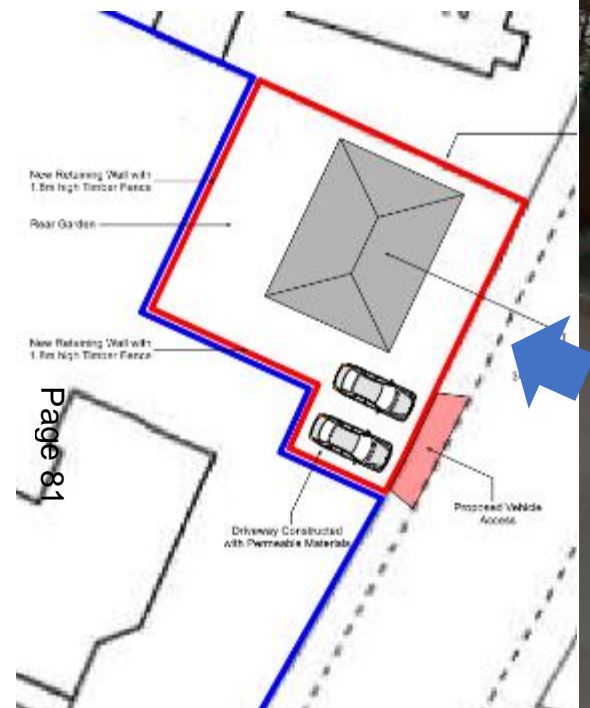 New Retaining Wall with
1.8m high Timber Fence
Rear Garden
New Retaining Wall with
1.8m high Timber Fence
Page 81
Proposed Vehicle
Access
Driveway Constructed
with Permeable Materials